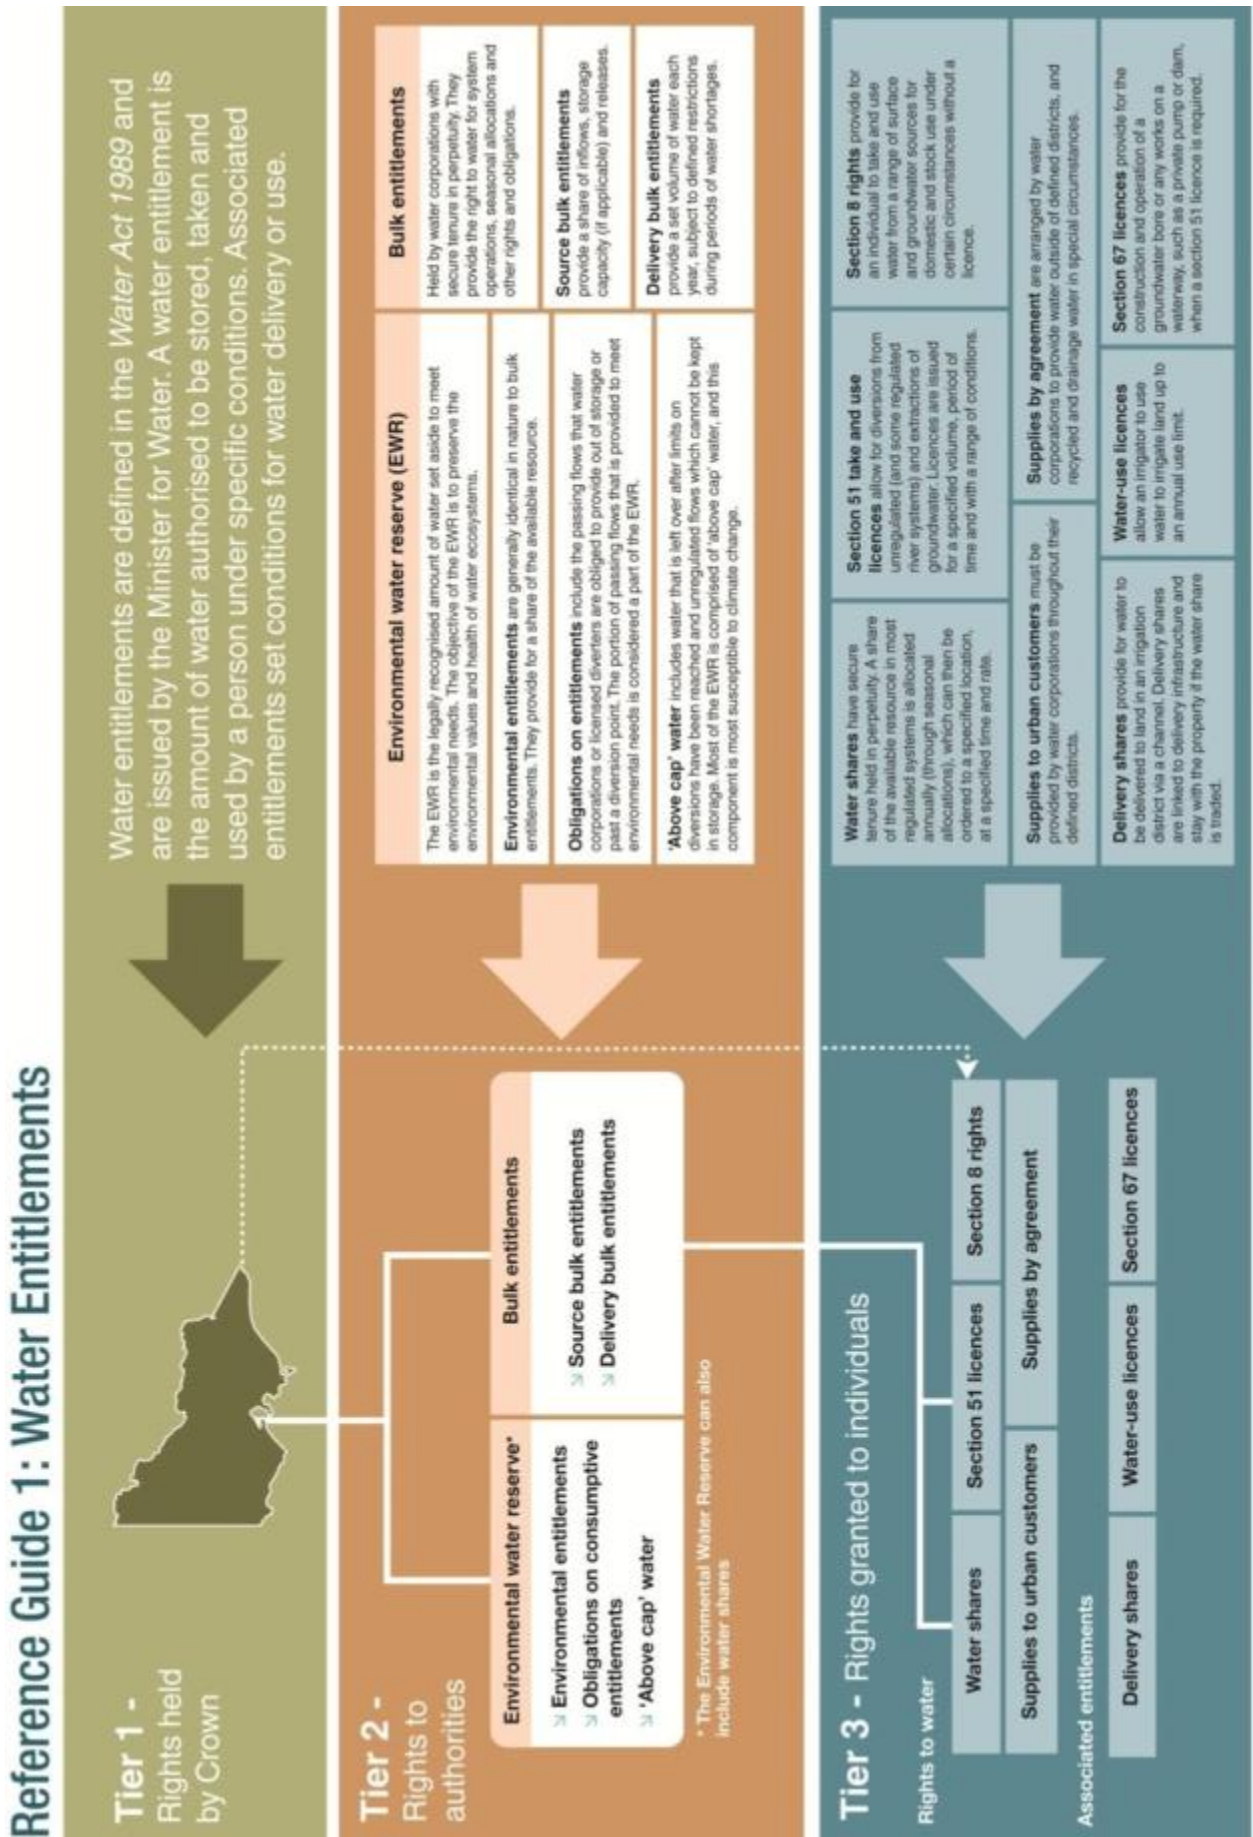 Reference Guide 1: Water Entitlements
Tier 1 -
Rights held
by Crown
Water entitlements are defined in the Water Act 1989 and
are issued by the Minister for Water. A water entitlement is
the amount of water authorised to be stored, taken and
used by a person under specific conditions. Associated
entitlements set conditions for water delivery or use.
Tier 2 -
Rights to
authorities
Environmental water reserve*
↘ Environmental entitlements
↘ Obligations on consumptive
entitlements
↘ 'Above cap' water
Bulk entitlements
↘ Source bulk entitlements
↘ Delivery bulk entitlements
* The Environmental Water Reserve can also
include water shares
Environmental water reserve (EWR)
The EWR is the legally recognised amount of water set aside to meet
environmental needs. The objective of the EWR is to preserve the
environmental values and health of water ecosystems.
Environmental entitlements are generally identical in nature to bulk
entitlements. They provide for a share of the available resource.
Obligations on entitlements include the passing flows that water
corporations or licensed diverters are obliged to provide out of storage or
past a diversion point. The portion of passing flows that is provided to meet
environmental needs is considered a part of the EWR.
'Above cap' water includes water that is left over after limits on
diversions have been reached and unregulated flows which cannot be kept
in storage. Most of the EWR is comprised of 'above cap' water, and this
component is most susceptible to climate change.
Bulk entitlements
Held by water corporations with
secure tenure in perpetuity. They
provide the right to water for system
operations, seasonal allocations and
other rights and obligations.
Source bulk entitlements
provide a share of inflows, storage
capacity (if applicable) and releases.
Delivery bulk entitlements
provide a set volume of water each
year, subject to defined restrictions
during periods of water shortages.
Tier 3 - Rights granted to individuals
Rights to water
Water shares
Section 51 licences
Section 8 rights
Supplies to urban customers
Supplies by agreement
Associated entitlements
Delivery shares
Water-use licences
Section 67 licences
Water shares have secure
tenure held in perpetuity. A share
of the available resource in most
regulated systems is allocated
annually (through seasonal
allocations), which can then be
ordered to a specified location,
at a specified time and rate.
Section 51 take and use
licences allow for diversions from
unregulated (and some regulated
river systems) and extractions of
groundwater. Licences are issued
for a specified volume, period of
time and with a range of conditions.
Section 8 rights provide for
an individual to take and use
water from a range of surface
and groundwater sources for
domestic and stock use under
certain circumstances without a
licence.
Supplies to urban customers must be
provided by water corporations throughout their
defined districts.
Supplies by agreement are arranged by water
corporations to provide water outside of defined districts, and
recycled and drainage water in special circumstances.
Delivery shares provide for water to
be delivered to land in an irrigation
district via a channel. Delivery shares
are linked to delivery infrastructure and
stay with the property if the water share
is traded.
Water-use licences
allow an irrigator to use
water to irrigate land up to
an annual use limit.
Section 67 licences provide for the
construction and operation of a
groundwater bore or any works on a
waterway, such as a private pump or dam,
when a section 51 licence is required.